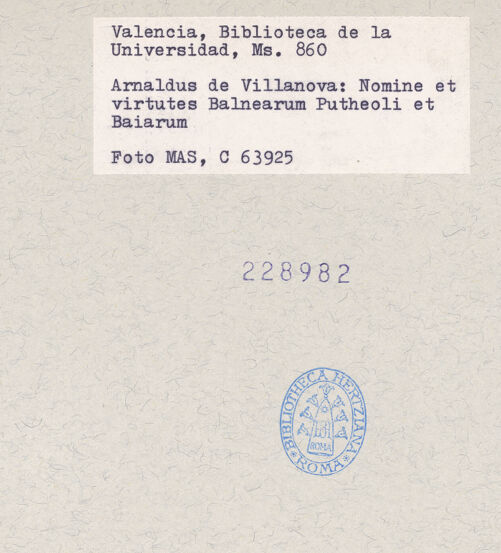 Valencia, Biblioteca de la
Universidad, Ms. 860
Arnaldus de Villanova: Nomine et
virtutes Balnearum Putheoli et
Baiarum
Foto MAS, C 63925
228982
BIBLIOTHECA HERTZIANA
ROMA
ROMA